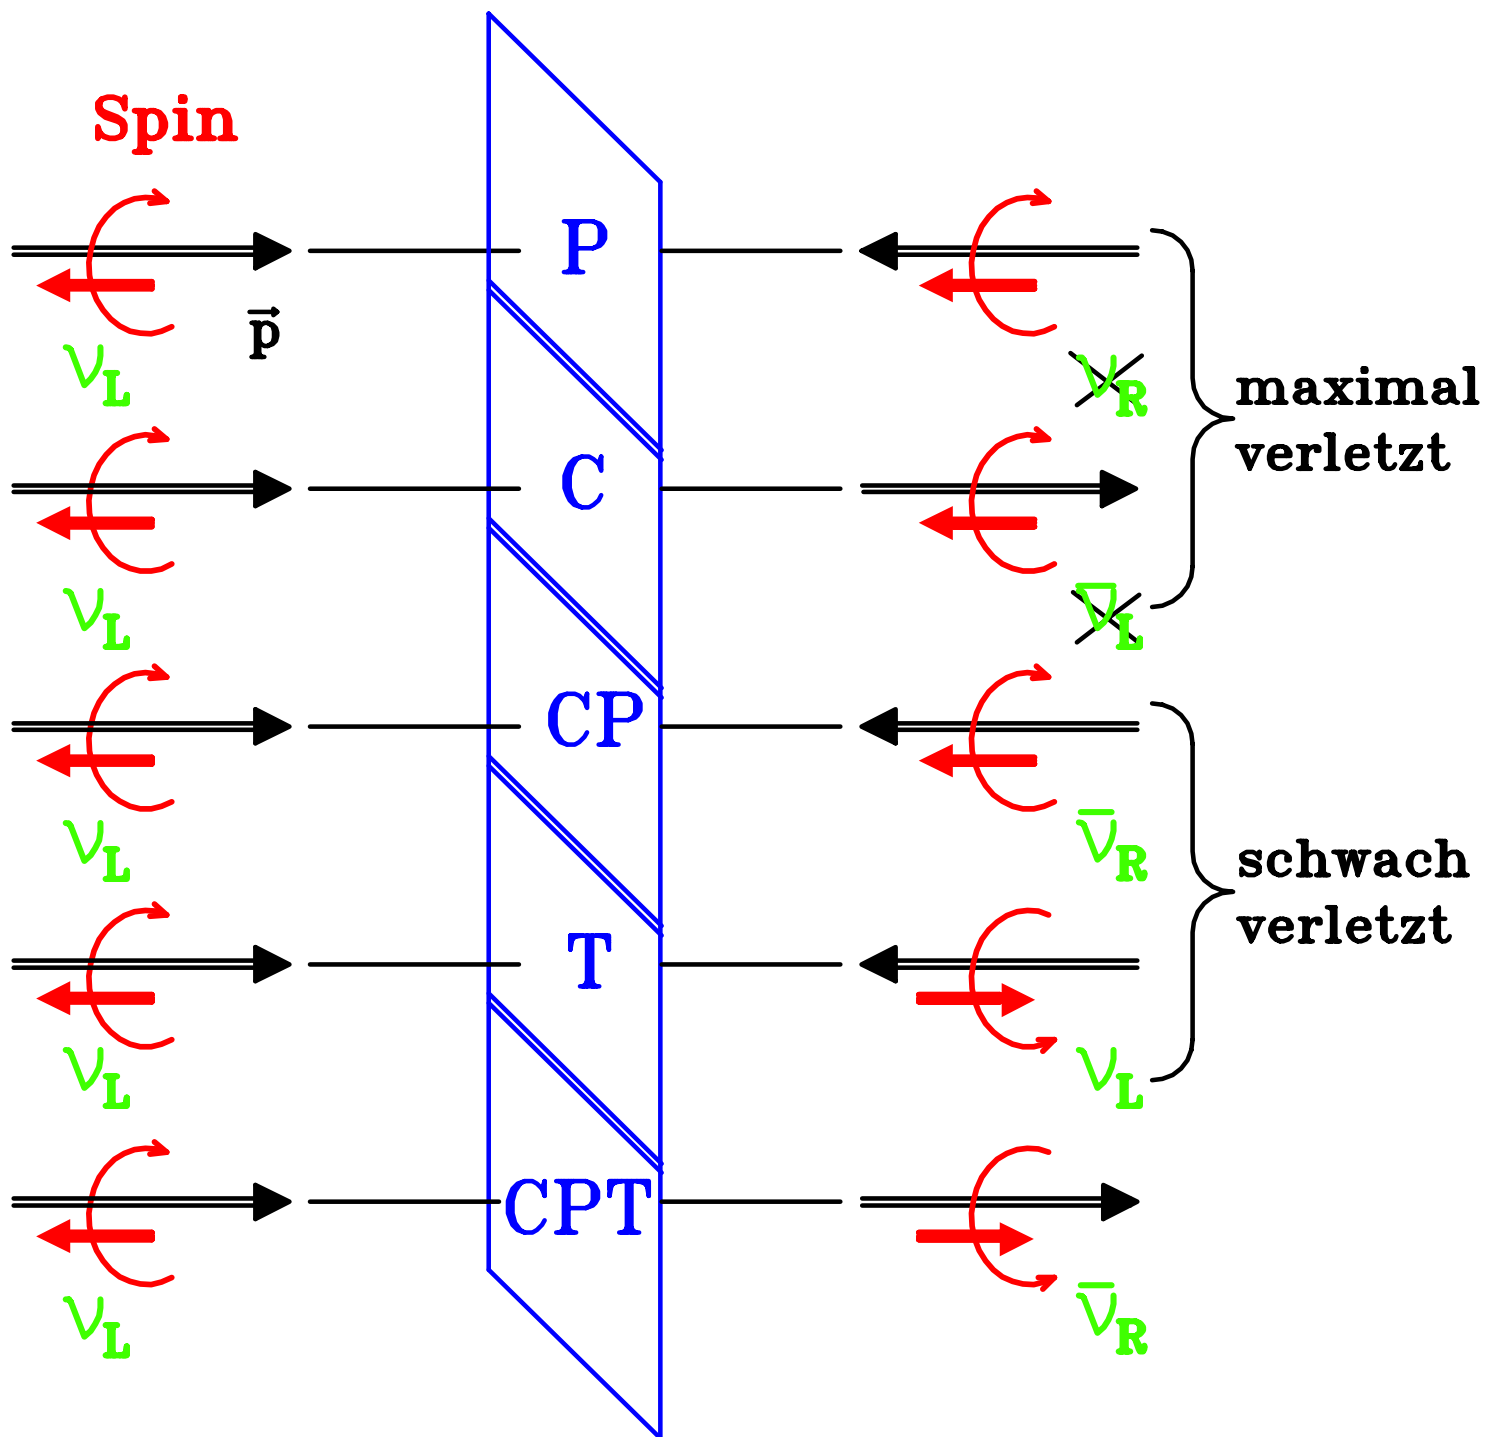 Spin
P
p⃗
ν_L
ν_R
maximal
verletzt
C
ν_L
ν̄_L
CP
ν_L
ν̄_R
schwach
verletzt
T
ν_L
ν_L
CPT
ν_L
ν̄_R